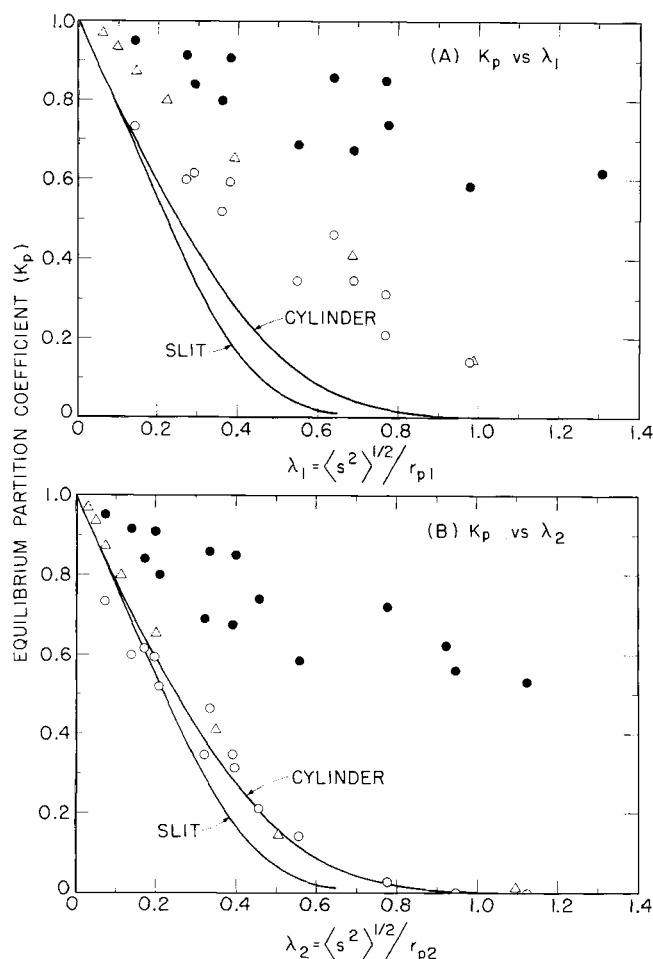 EQUILIBRIUM PARTITION COEFFICIENT (Kp)
1.0
0.8
0.6
0.4
0.2
0
(A) Kp vs λ1
CYLINDER
SLIT
0 0.2 0.4 0.6 0.8 1.0 1.2 1.4
λ1 = ⟨s²⟩^1/2 / rp1
1.0
0.8
0.6
0.4
0.2
0
(B) Kp vs λ2
CYLINDER
SLIT
0 0.2 0.4 0.6 0.8 1.0 1.2 1.4
λ2 = ⟨s²⟩^1/2 / rp2